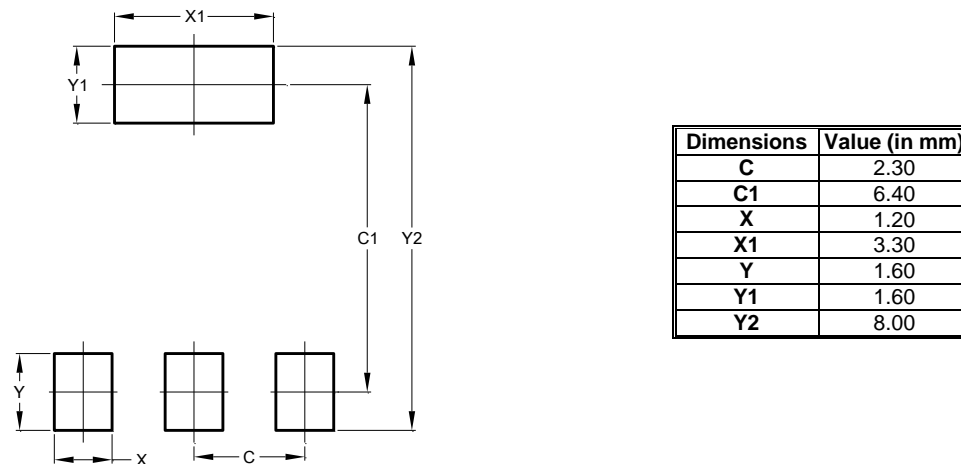 X1
Y1
C1
Y2
Y
X
C
Dimensions Value (in mm)
C 2.30
C1 6.40
X 1.20
X1 3.30
Y 1.60
Y1 1.60
Y2 8.00